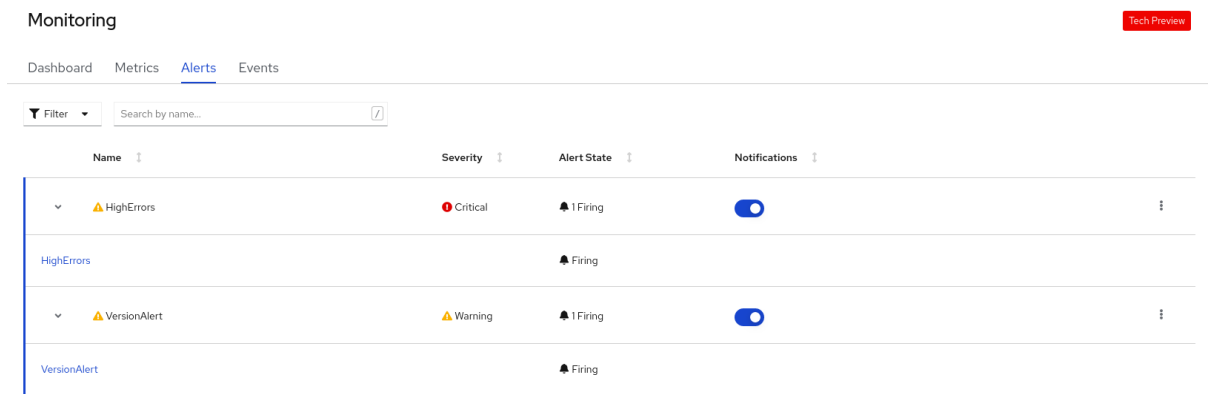 Monitoring
Tech Preview
Dashboard Metrics Alerts Events
Filter Search by name... /
Name Severity Alert State Notifications
HighErrors Critical 1 Firing
HighErrors Firing
VersionAlert Warning 1 Firing
VersionAlert Firing